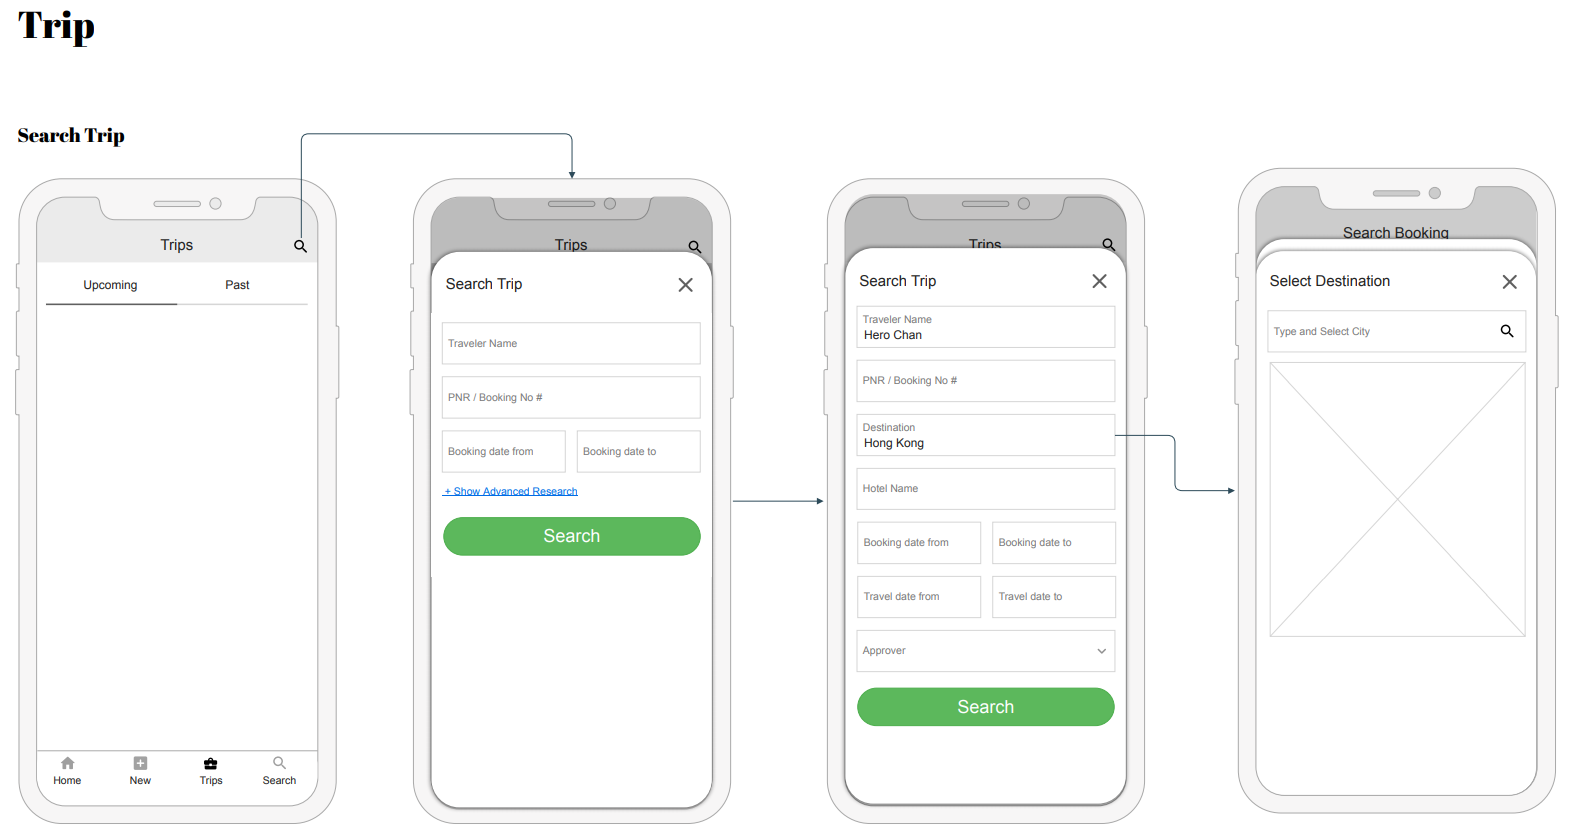 Trip
Search Trip
Trips
Upcoming Past
Home New Trips Search
Trips
Search Trip
Traveler Name
PNR / Booking No #
Booking date from Booking date to
+ Show Advanced Research
Search
Trips
Search Trip
Traveler Name
Hero Chan
PNR / Booking No #
Destination
Hong Kong
Hotel Name
Booking date from Booking date to
Travel date from Travel date to
Approver
Search
Search Booking
Select Destination
Type and Select City